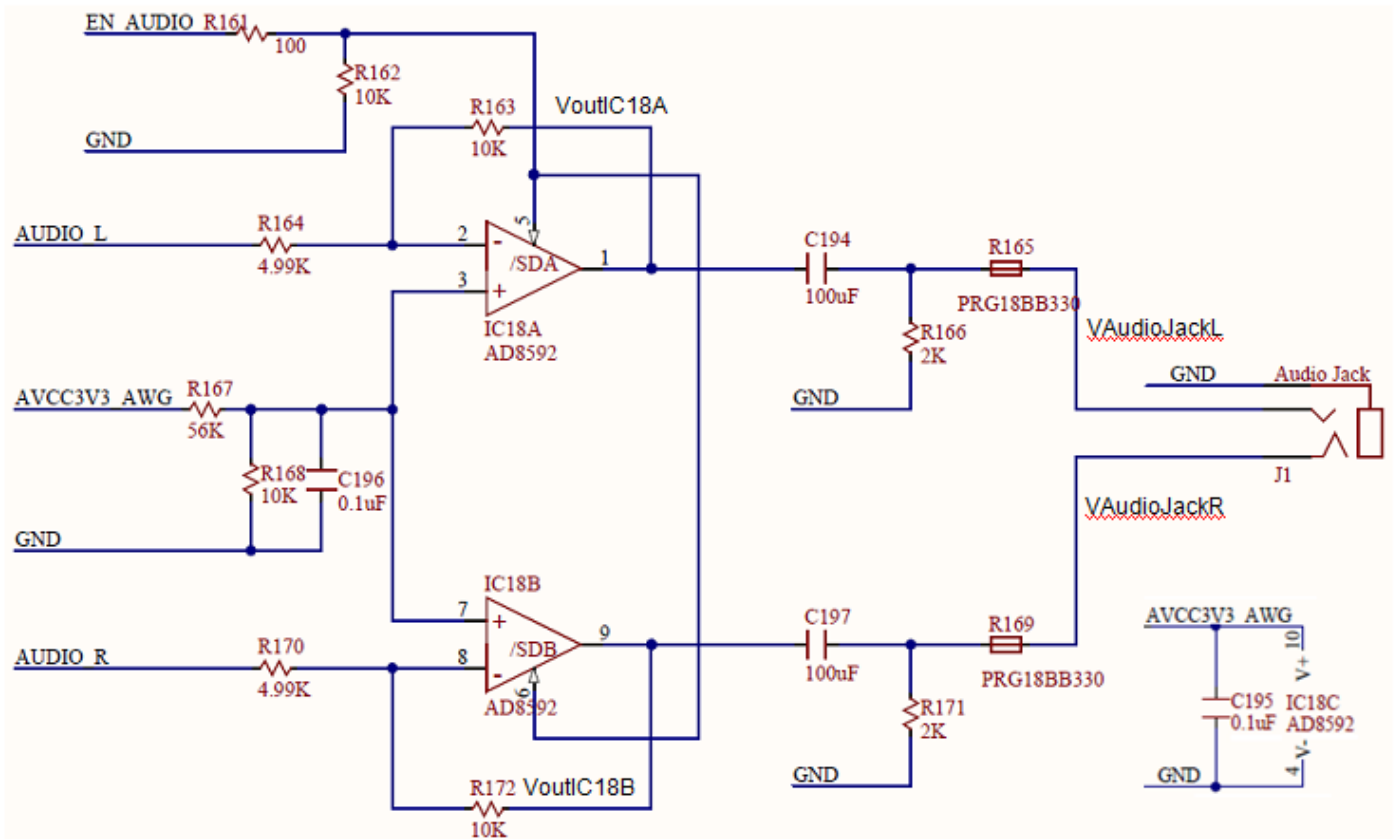 EN_AUDIO R161
100
R162
10K
GND
R163
10K
VoutIC18A
AUDIO_L
R164
4.99K
2
-
5
/SDA
3
+
1
IC18A
AD8592
C194
100uF
R165
PRG18BB330
R166
2K
GND
VAudioJackL
GND
Audio Jack
J1
VAudioJackR
AVCC3V3_AWG
R167
56K
R168
10K
C196
0.1uF
GND
IC18B
7
+
/SDB
9
8
-
6
AD8592
AUDIO_R
R170
4.99K
R172
10K
VoutIC18B
C197
100uF
R169
PRG18BB330
R171
2K
GND
AVCC3V3_AWG
10
V+
C195
0.1uF
IC18C
AD8592
V-
4
GND